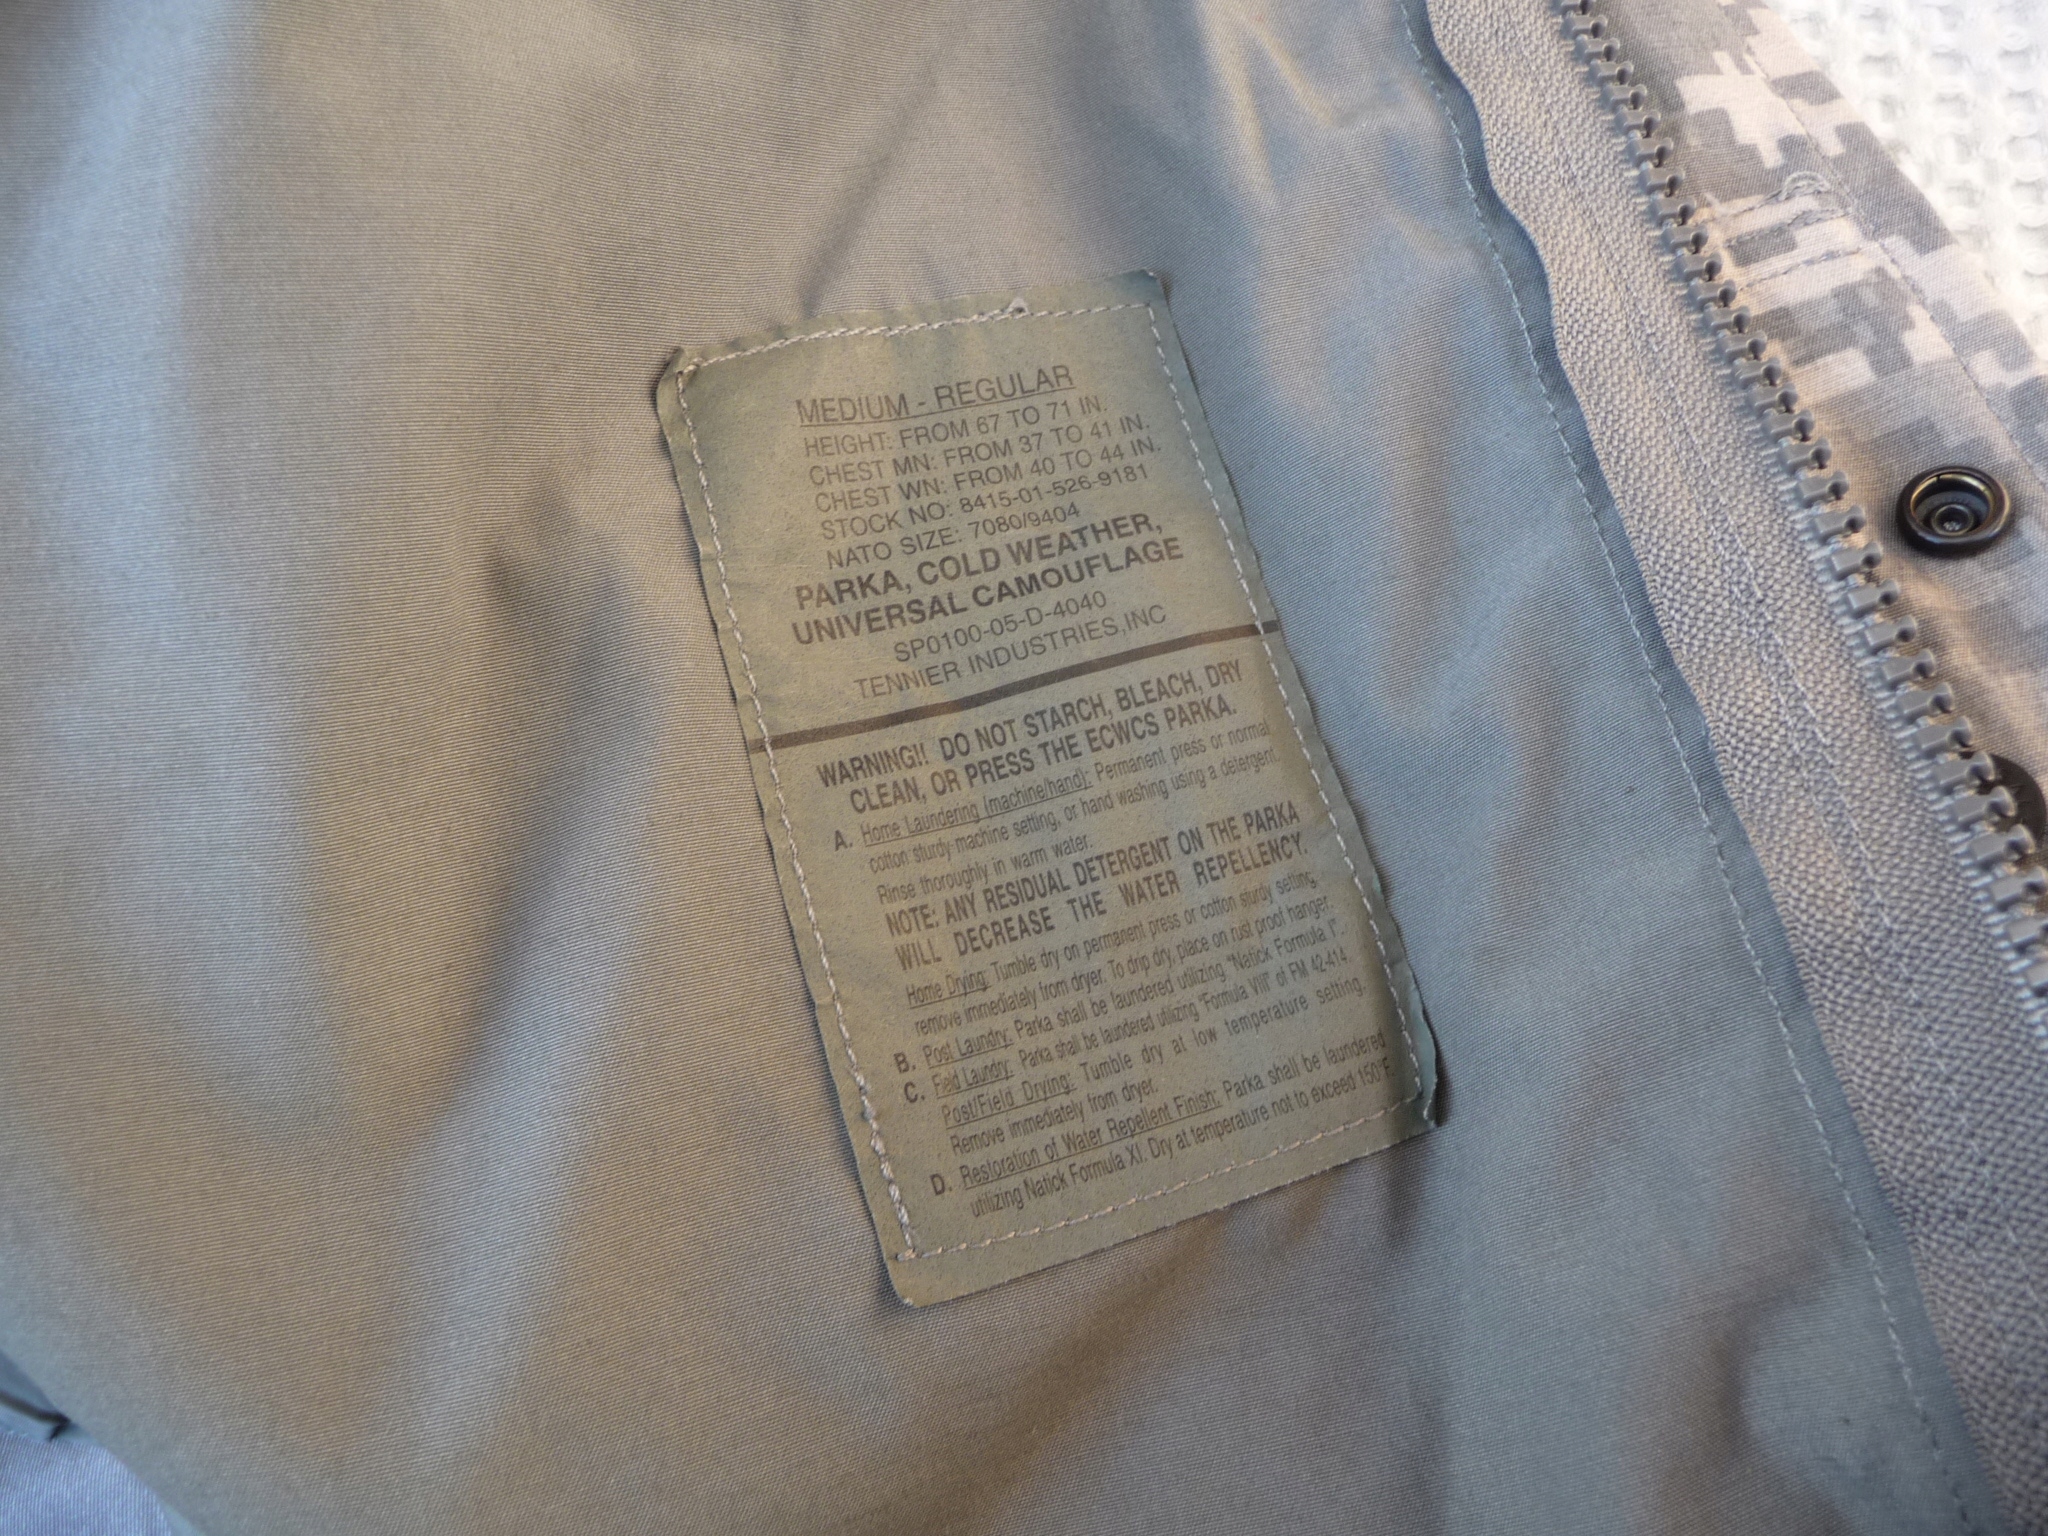 MEDIUM - REGULAR
HEIGHT: FROM 67 TO 71 IN.
CHEST MN: FROM 37 TO 41 IN.
CHEST WN: FROM 40 TO 44 IN.
STOCK NO: 8415-01-526-9181
NATO SIZE: 7080/9404
PARKA, COLD WEATHER,
UNIVERSAL CAMOUFLAGE
SP0100-05-D-4040
TENNIER INDUSTRIES,INC
WARNING!! DO NOT STARCH, BLEACH, DRY
CLEAN, OR PRESS THE ECWCS PARKA.
A. Home Laundering (machine/hand): Permanent press or normal
cotton sturdy machine setting, or hand washing using a detergent.
Rinse thoroughly in warm water.
NOTE: ANY RESIDUAL DETERGENT ON THE PARKA
WILL DECREASE THE WATER REPELLENCY.
Home Drying: Tumble dry on permanent press or cotton sturdy setting;
remove immediately from dryer. To drip dry, place on rust proof hanger.
B. Post Laundry: Parka shall be laundered utilizing "Natick Formula I".
C. Field Laundry: Parka shall be laundered utilizing "Formula VIII" of FM 42-414.
Post/Field Drying: Tumble dry at low temperature setting.
Remove immediately from dryer.
D. Restoration of Water Repellent Finish: Parka shall be laundered
utilizing Natick Formula XI. Dry at temperature not to exceed 150°F.